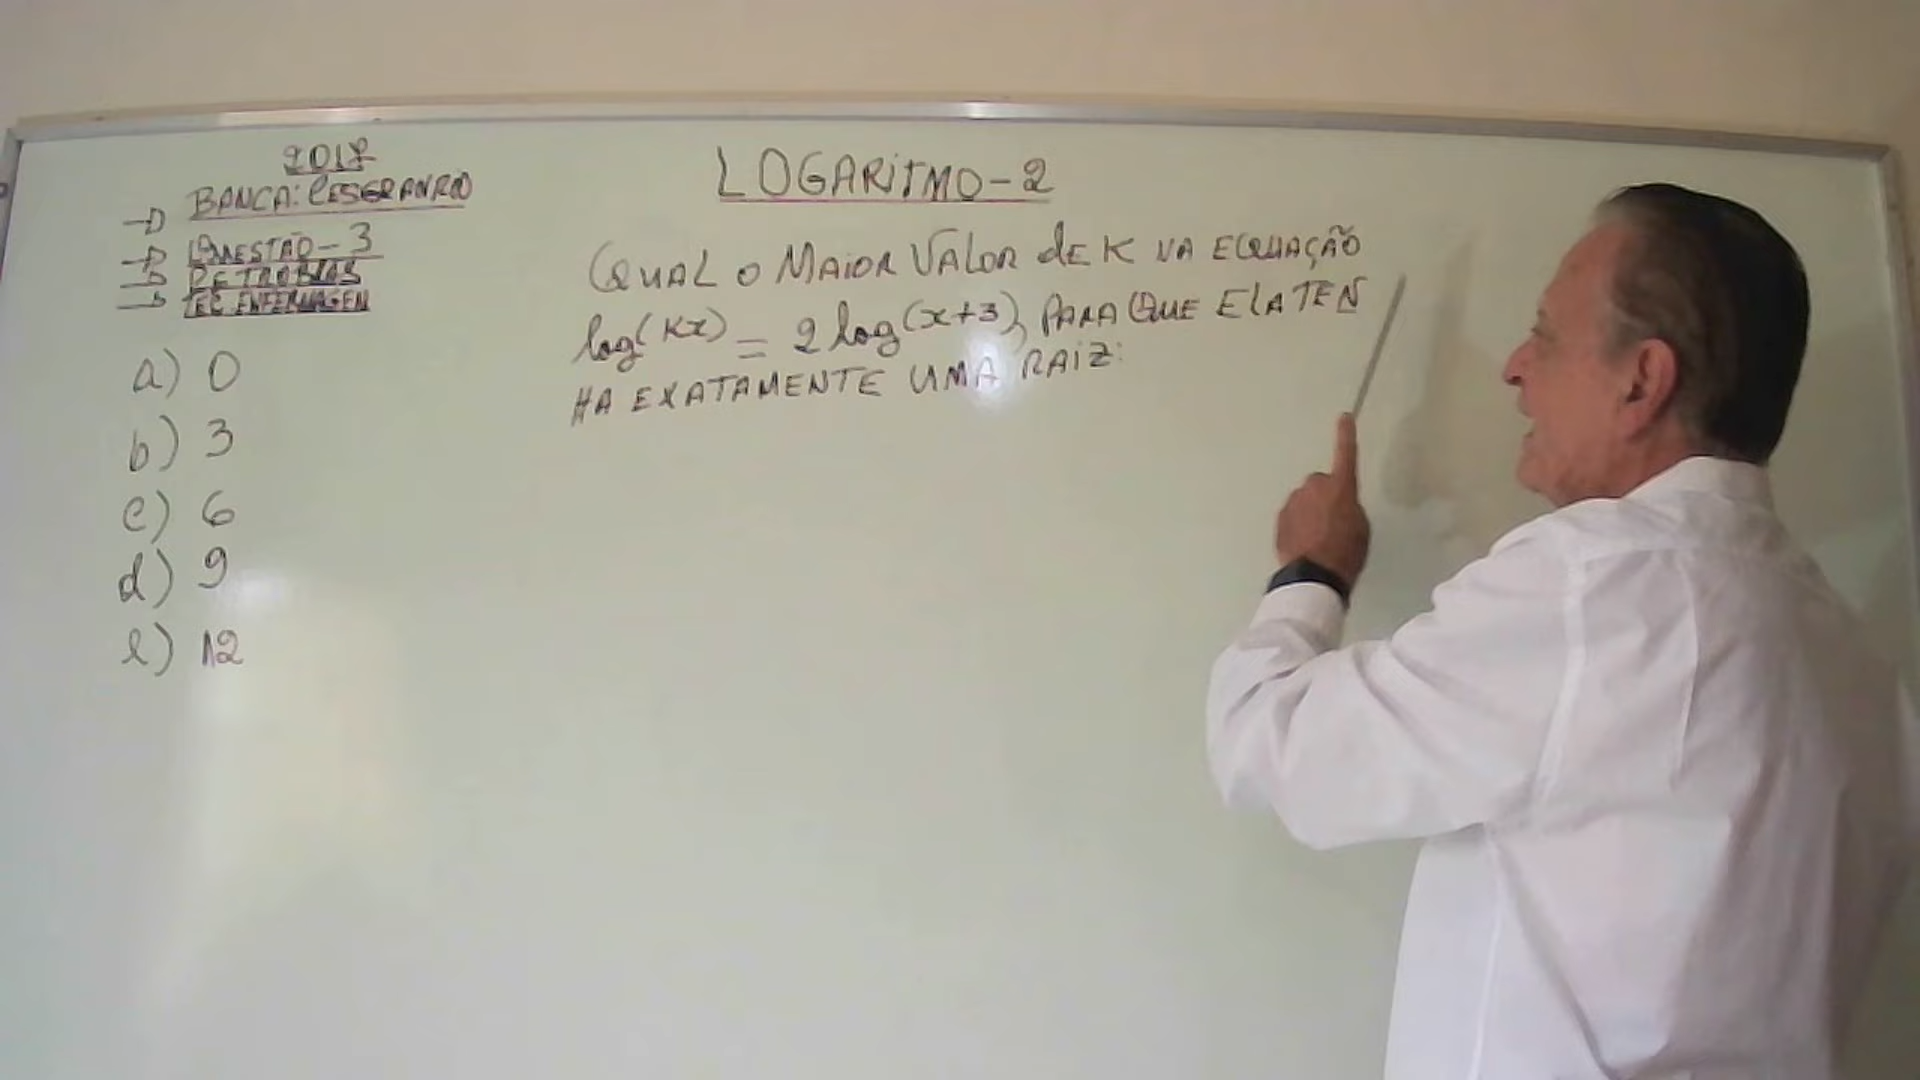 2017
BANCA: CESGRANRIO
QUESTÃO - 3
PETROBRAS
TEC. ENFERMAGEM
a) 0
b) 3
c) 6
d) 9
e) 12
LOGARITMO - 2
QUAL O MAIOR VALOR dE K NA EQUAÇÃO
log(Kx) = 2 log(x+3), PARA QUE ELA TEN
HA EXATAMENTE UMA RAIZ: